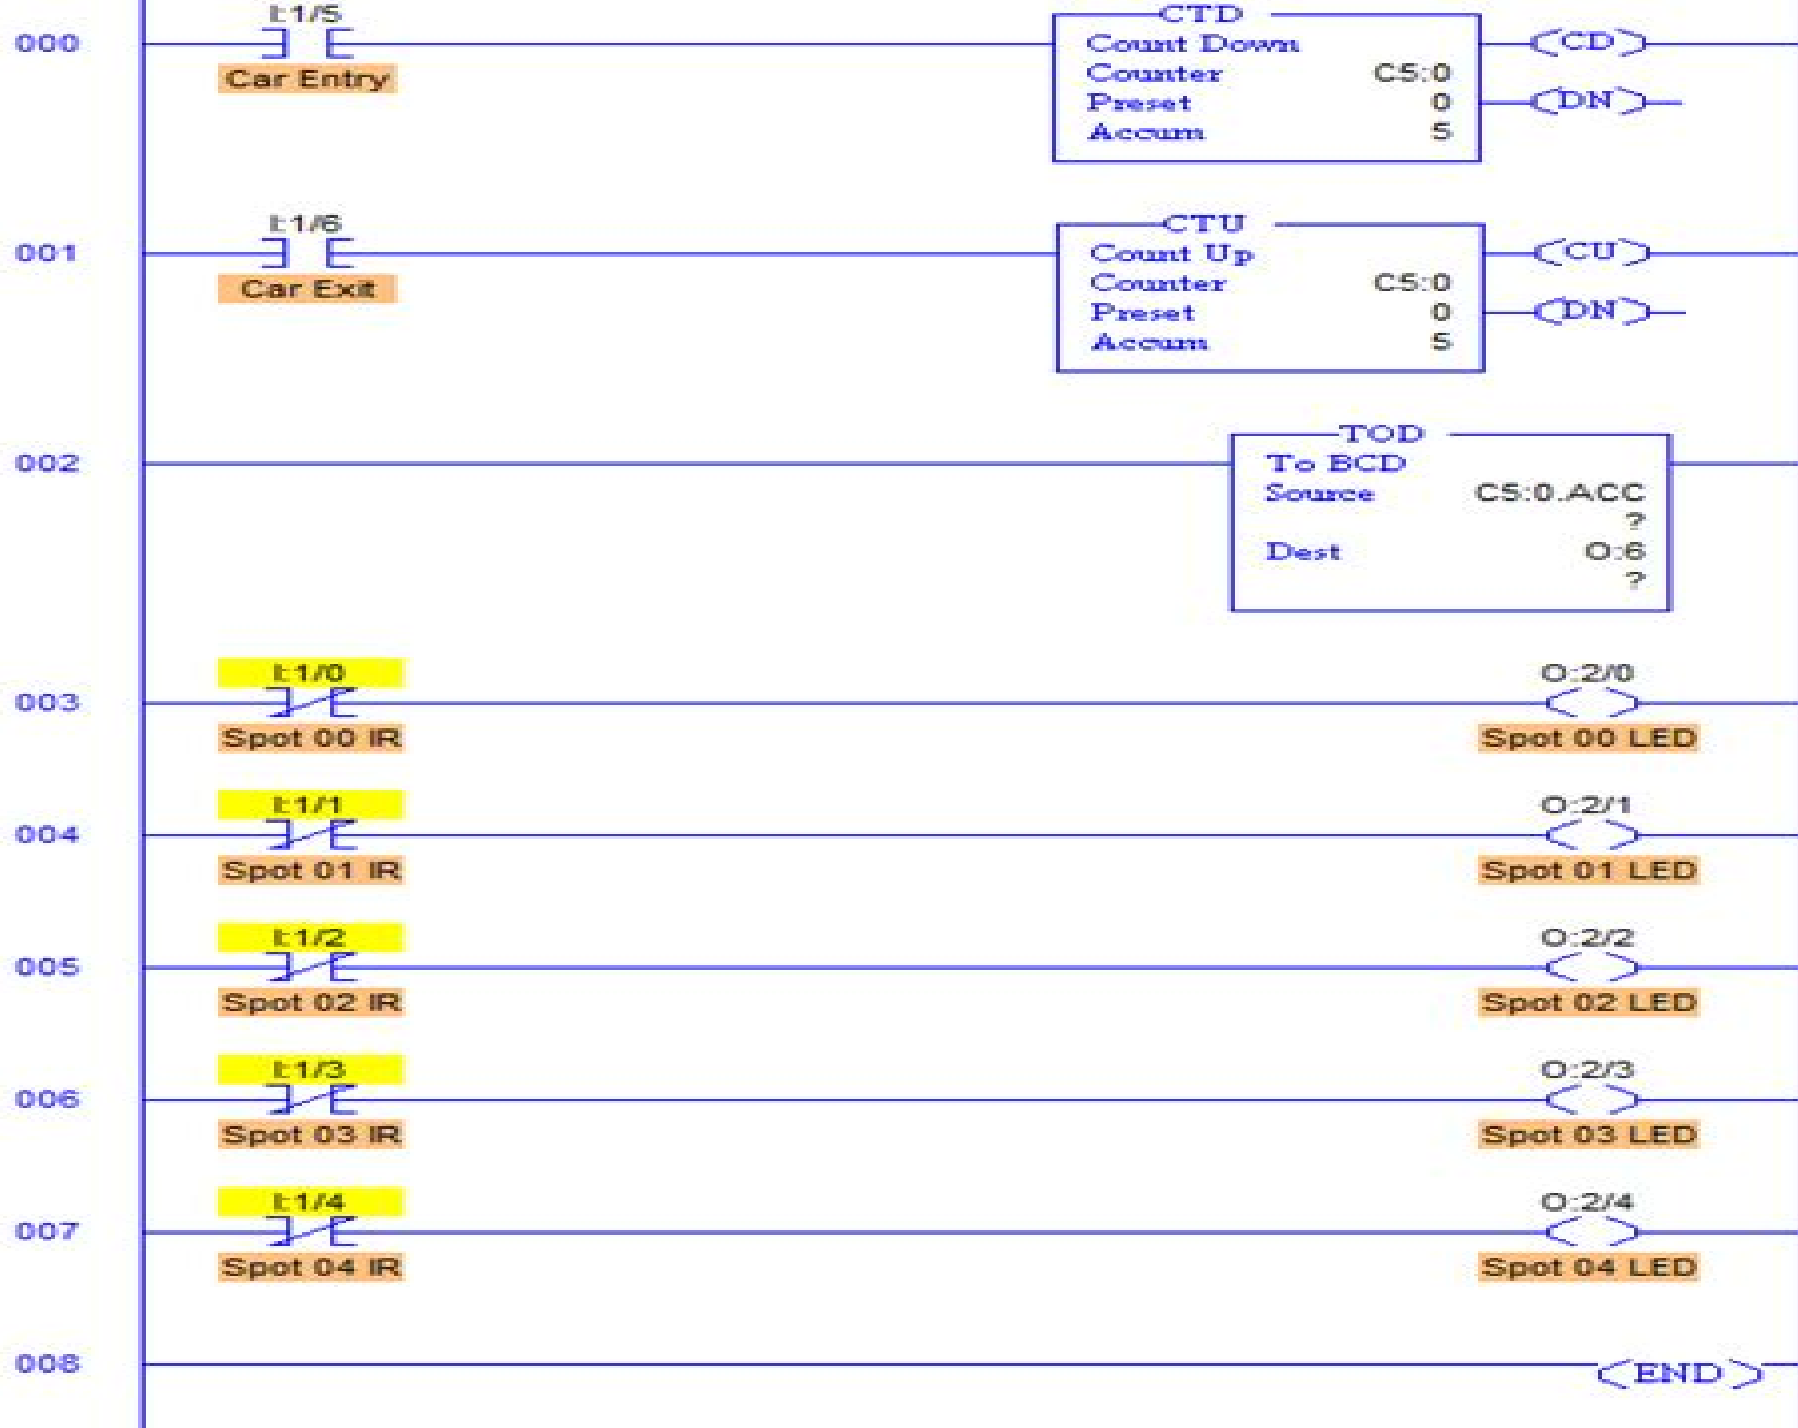 I:1/5
CTD
000
Count Down
CD
Car Entry
Counter C5:0
Preset 0
DN
Accum 5
I:1/6
CTU
001
Count Up
CU
Car Exit
Counter C5:0
Preset 0
DN
Accum 5
TOD
002
To BCD
Source C5:0.ACC
?
Dest O:6
?
I:1/0
O:2/0
003
Spot 00 IR
Spot 00 LED
I:1/1
O:2/1
004
Spot 01 IR
Spot 01 LED
I:1/2
O:2/2
005
Spot 02 IR
Spot 02 LED
I:1/3
O:2/3
006
Spot 03 IR
Spot 03 LED
I:1/4
O:2/4
007
Spot 04 IR
Spot 04 LED
008
END